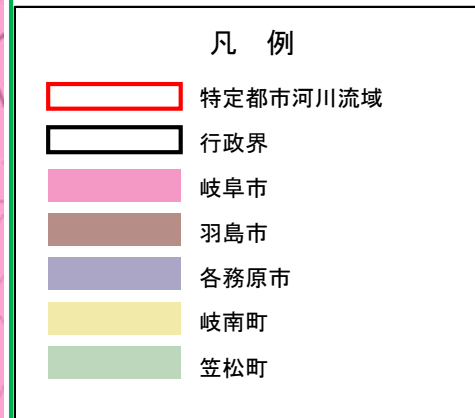 凡 例
特定都市河川流域
行政界
岐阜市
羽島市
各務原市
岐南町
笠松町